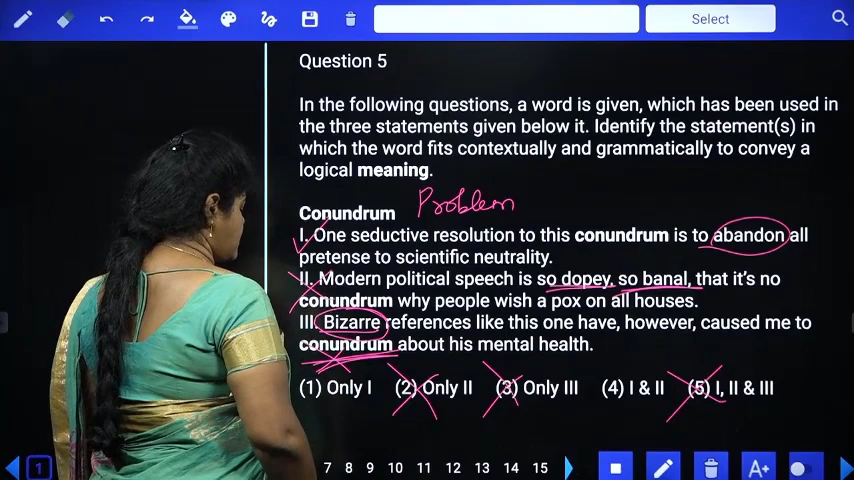 Select
Question 5
In the following questions, a word is given, which has been used in
the three statements given below it. Identify the statement(s) in
which the word fits contextually and grammatically to convey a
logical meaning.
Conundrum Problem
I. One seductive resolution to this conundrum is to abandon all
pretense to scientific neutrality.
II. Modern political speech is so dopey, so banal, that it's no
conundrum why people wish a pox on all houses.
III. Bizarre references like this one have, however, caused me to
conundrum about his mental health.
(1) Only I (2) Only II (3) Only III (4) I & II (5) I, II & III
1 7 8 9 10 11 12 13 14 15 A+